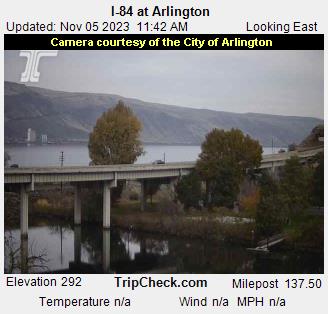 I-84 at Arlington
Updated: Nov 05 2023 11:42 AM Looking East
Camera courtesy of the City of Arlington
Elevation 292 TripCheck.com Milepost 137.50
Temperature n/a Wind n/a MPH n/a